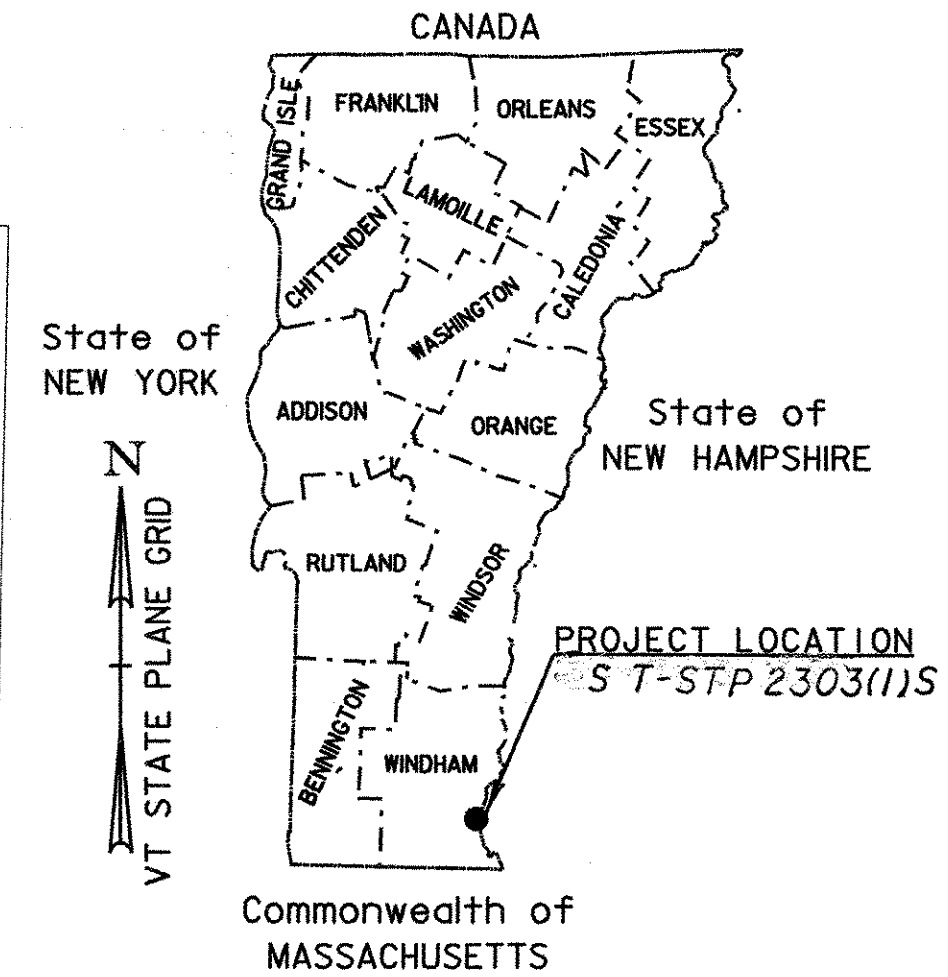 CANADA
GRAND ISLE
FRANKLIN
ORLEANS
ESSEX
LAMOILLE
CHITTENDEN
CALEDONIA
WASHINGTON
State of
NEW YORK
ADDISON
ORANGE
State of
NEW HAMPSHIRE
N
VT STATE PLANE GRID
RUTLAND
WINDSOR
PROJECT LOCATION
S T-STP 2303(1)S
BENNINGTON
WINDHAM
Commonwealth of
MASSACHUSETTS